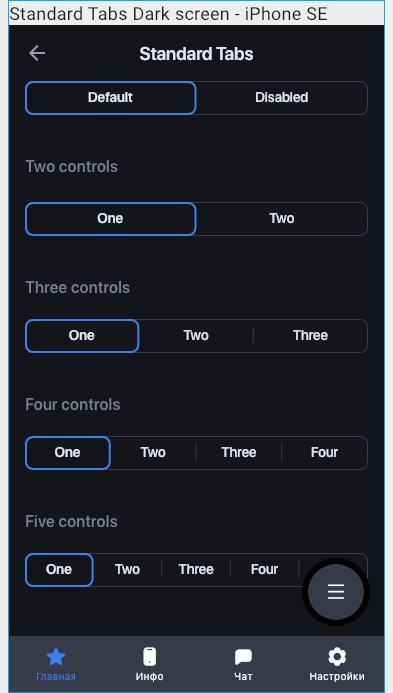 Standard Tabs Dark screen - iPhone SE
Standard Tabs
Default Disabled
Two controls
One Two
Three controls
One Two Three
Four controls
One Two Three Four
Five controls
One Two Three Four
Главная Инфо Чат Настройки